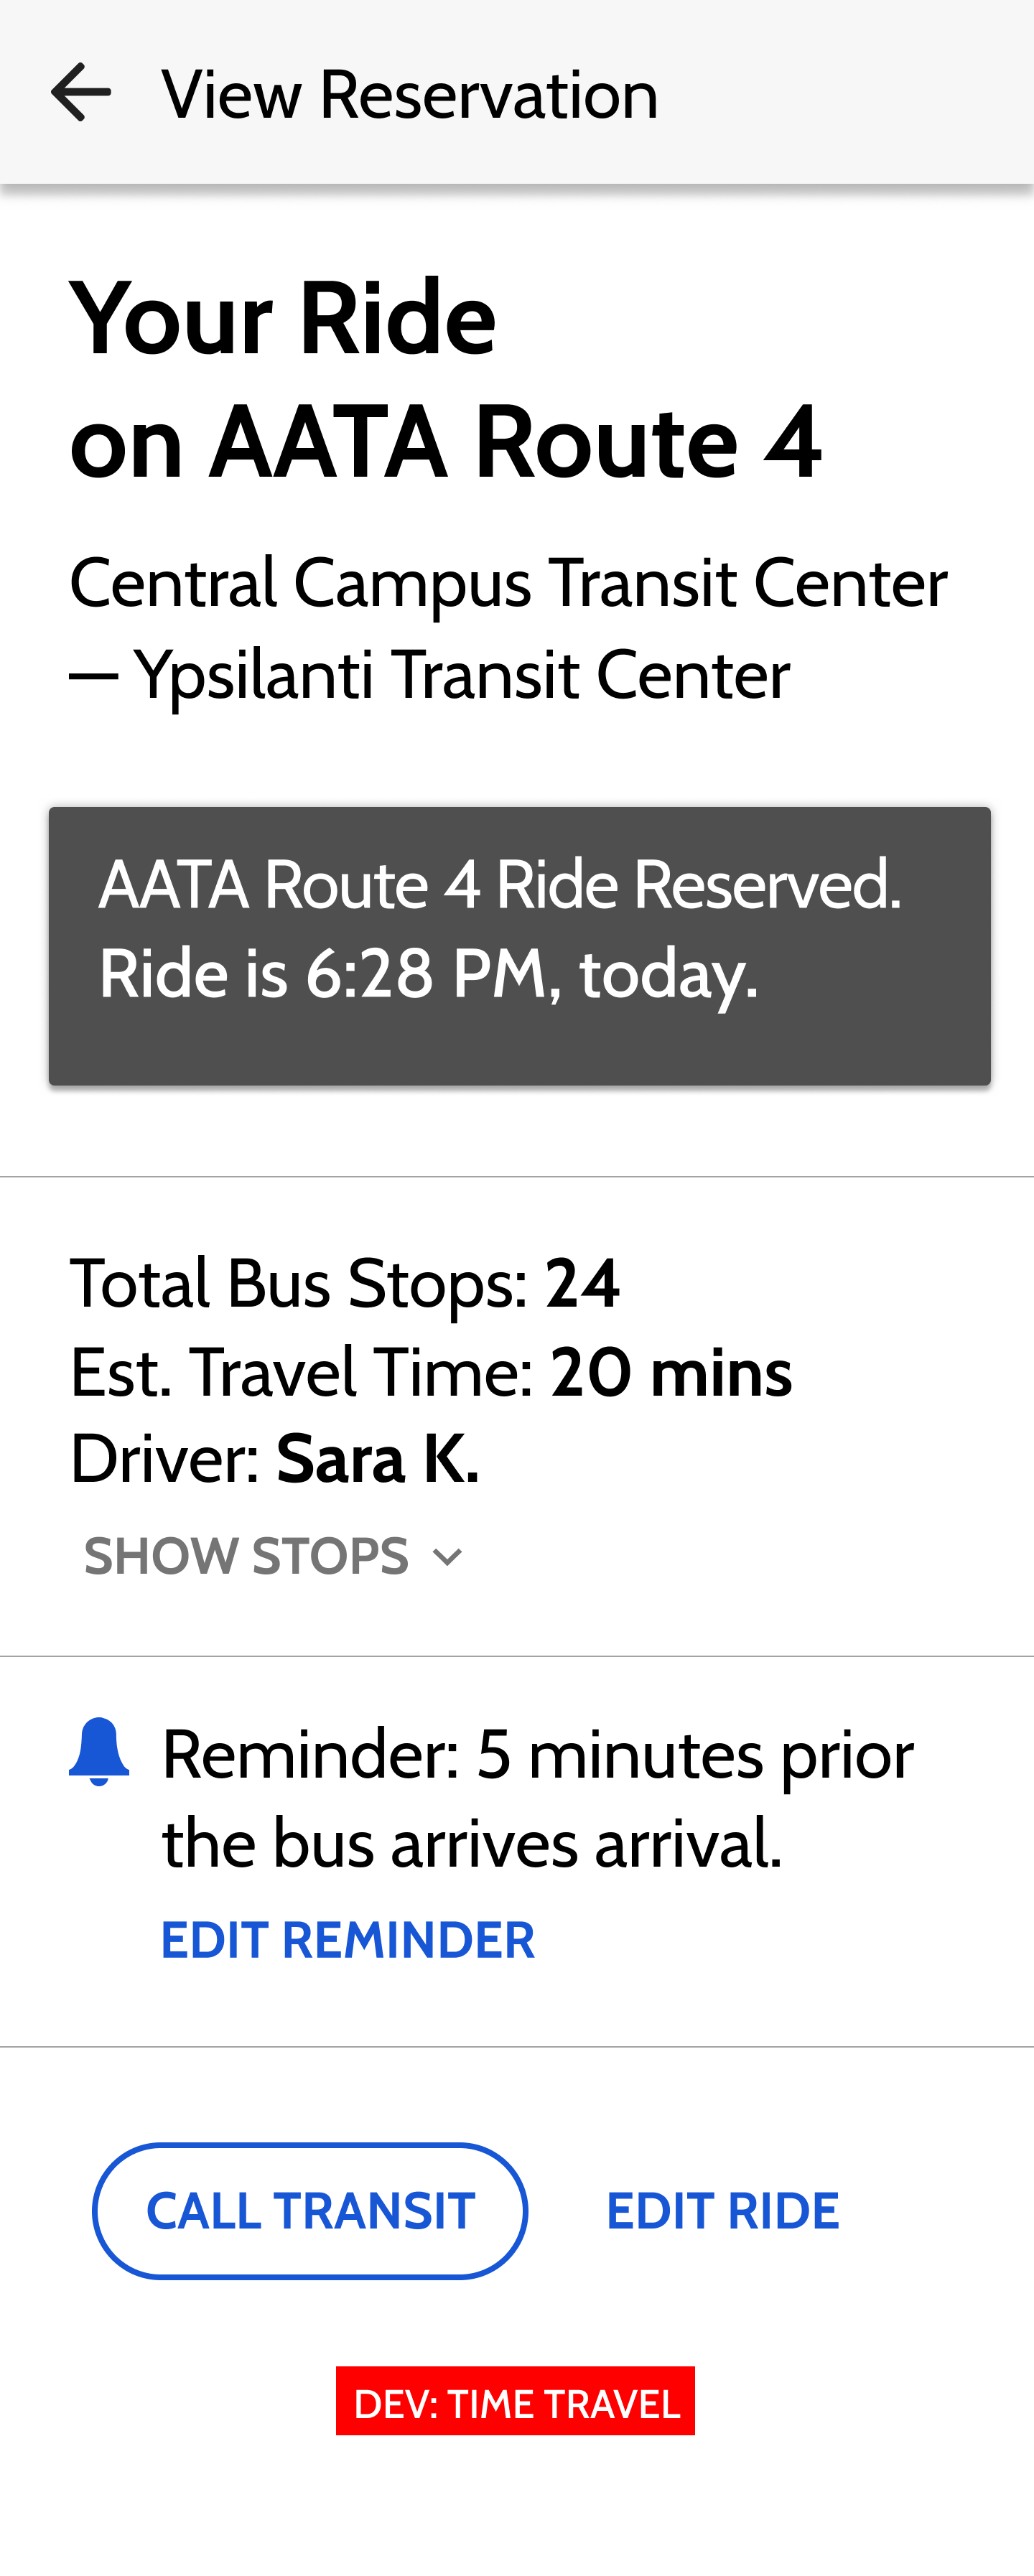 View Reservation
Your Ride
on AATA Route 4
Central Campus Transit Center
— Ypsilanti Transit Center
AATA Route 4 Ride Reserved.
Ride is 6:28 PM, today.
Total Bus Stops: 24
Est. Travel Time: 20 mins
Driver: Sara K.
SHOW STOPS
Reminder: 5 minutes prior
the bus arrives arrival.
EDIT REMINDER
CALL TRANSIT
EDIT RIDE
DEV: TIME TRAVEL